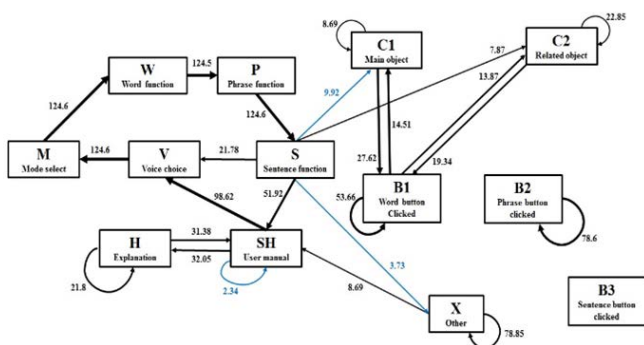 8.69
22.85
C1
Main object
C2
Related object
W
Word function
124.5
P
Phrase function
7.87
13.87
124.6
124.6
9.92
14.51
M
Mode select
124.6
V
Voice choice
21.78
S
Sentence function
27.62
19.34
98.62
51.92
53.66
B1
Word button
Clicked
B2
Phrase button
clicked
78.6
H
Explanation
31.38
32.05
SH
User manual
21.8
2.34
3.73
8.69
B3
Sentence button
clicked
X
Other
78.85